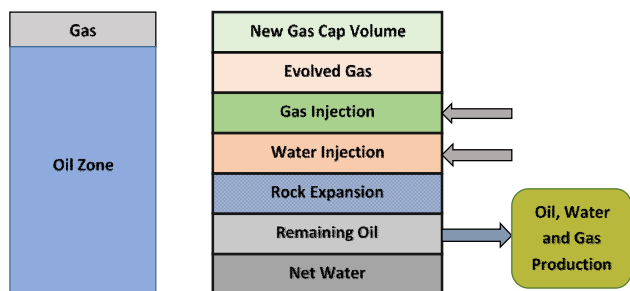 Gas
Oil Zone
New Gas Cap Volume
Evolved Gas
Gas Injection
Water Injection
Rock Expansion
Remaining Oil
Net Water
Oil, Water
and Gas
Production